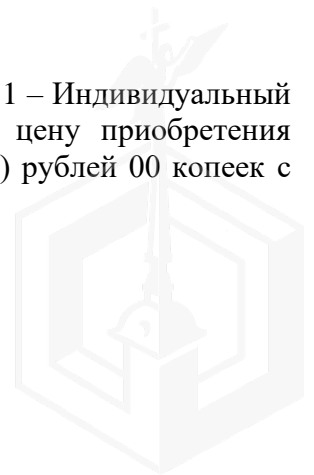 1 – Индивидуальный
цену приобретения
) рублей 00 копеек с